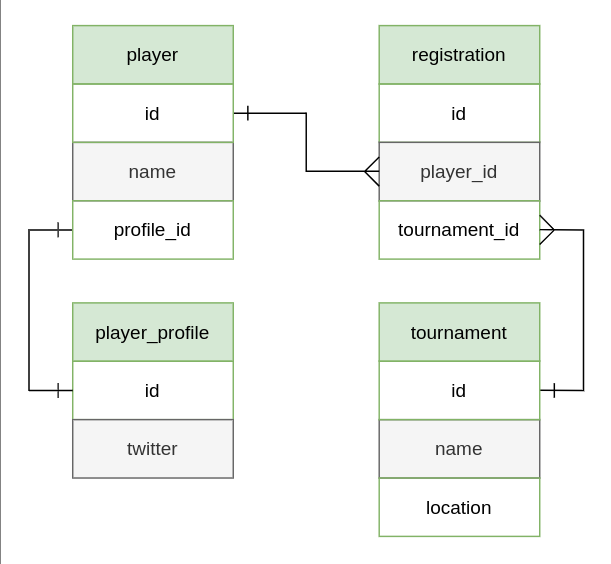 player
id
name
profile_id
registration
id
player_id
tournament_id
player_profile
id
twitter
tournament
id
name
location